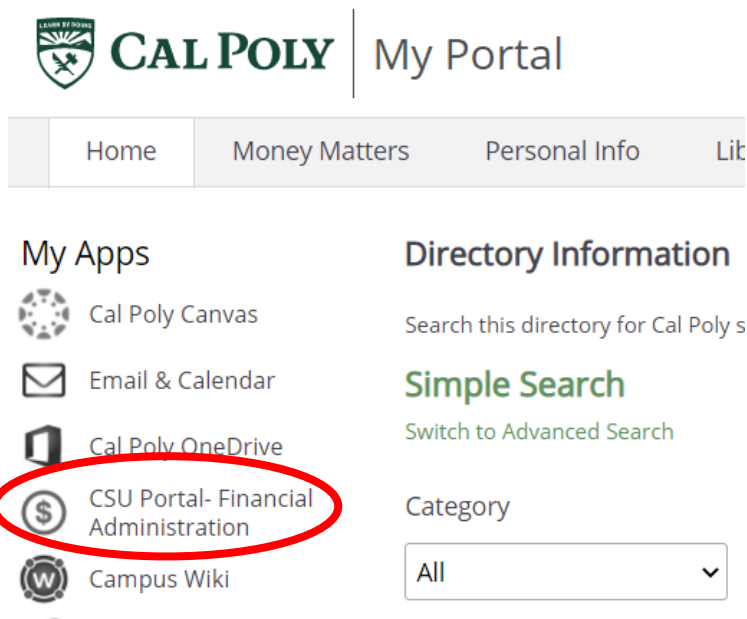 LEARN BY DOING
CAL POLY
My Portal
Home
Money Matters
Personal Info
Lib
My Apps
Cal Poly Canvas
Email & Calendar
Cal Poly OneDrive
CSU Portal- Financial
Administration
Campus Wiki
Directory Information
Search this directory for Cal Poly s
Simple Search
Switch to Advanced Search
Category
All